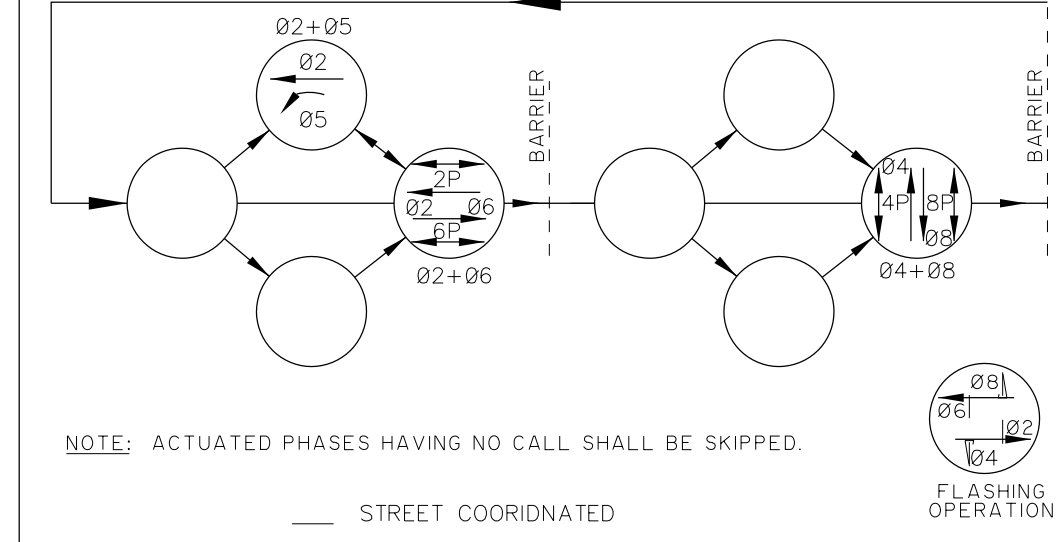 Ø2+Ø5
Ø2
Ø5
BARRIER
2P
Ø2 Ø6
6P
Ø2+Ø6
Ø4
4P 8P
Ø8
Ø4+Ø8
BARRIER
Ø8
Ø6
Ø2
Ø4
FLASHING
OPERATION
NOTE: ACTUATED PHASES HAVING NO CALL SHALL BE SKIPPED.
___ STREET COORIDNATED